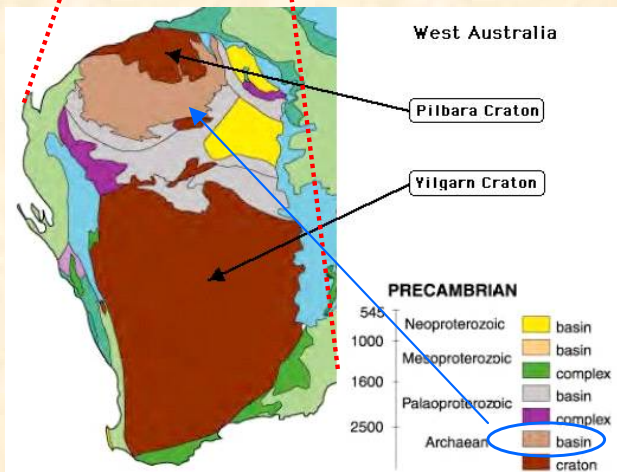 West Australia
Pilbara Craton
Yilgarn Craton
PRECAMBRIAN
545
Neoproterozoic
basin
1000
basin
Mesoproterozoic
complex
1600
basin
Palaoproterozoic
complex
2500
Archaean
basin
craton